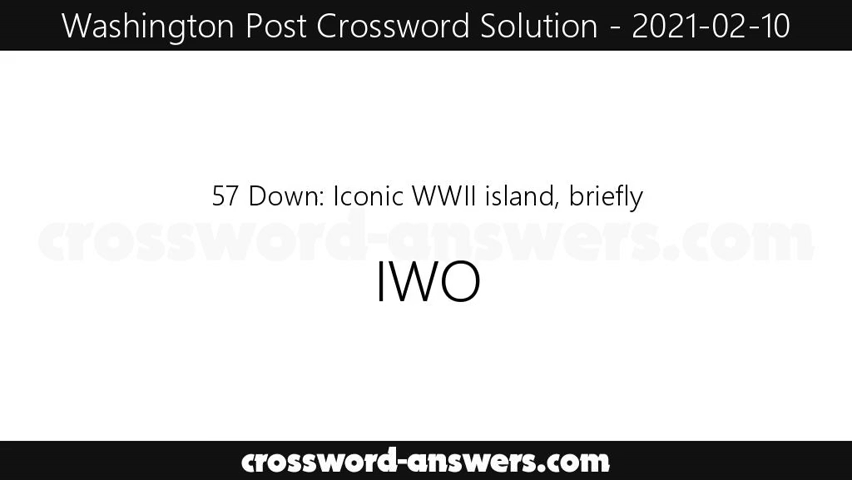 Washington Post Crossword Solution - 2021-02-10
57 Down: Iconic WWII island, briefly
crossword-answers.com
IWO
crossword-answers.com